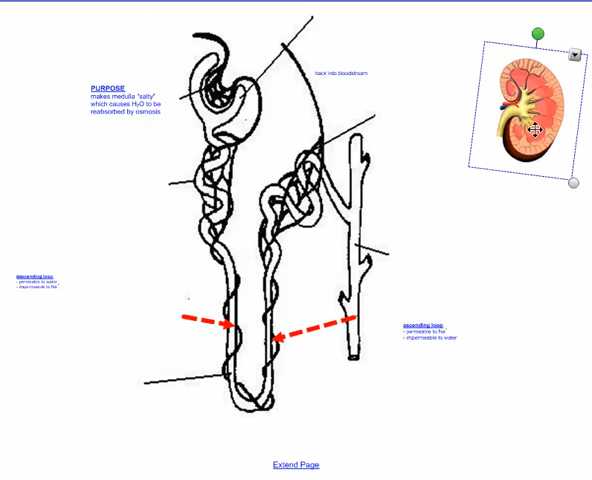 back into bloodstream
PURPOSE
makes medulla "salty"
which causes H₂O to be
reabsorbed by osmosis
descending loop
- permeable to water
- impermeable to Na
ascending loop
- permeable to Na
- impermeable to water
Extend Page